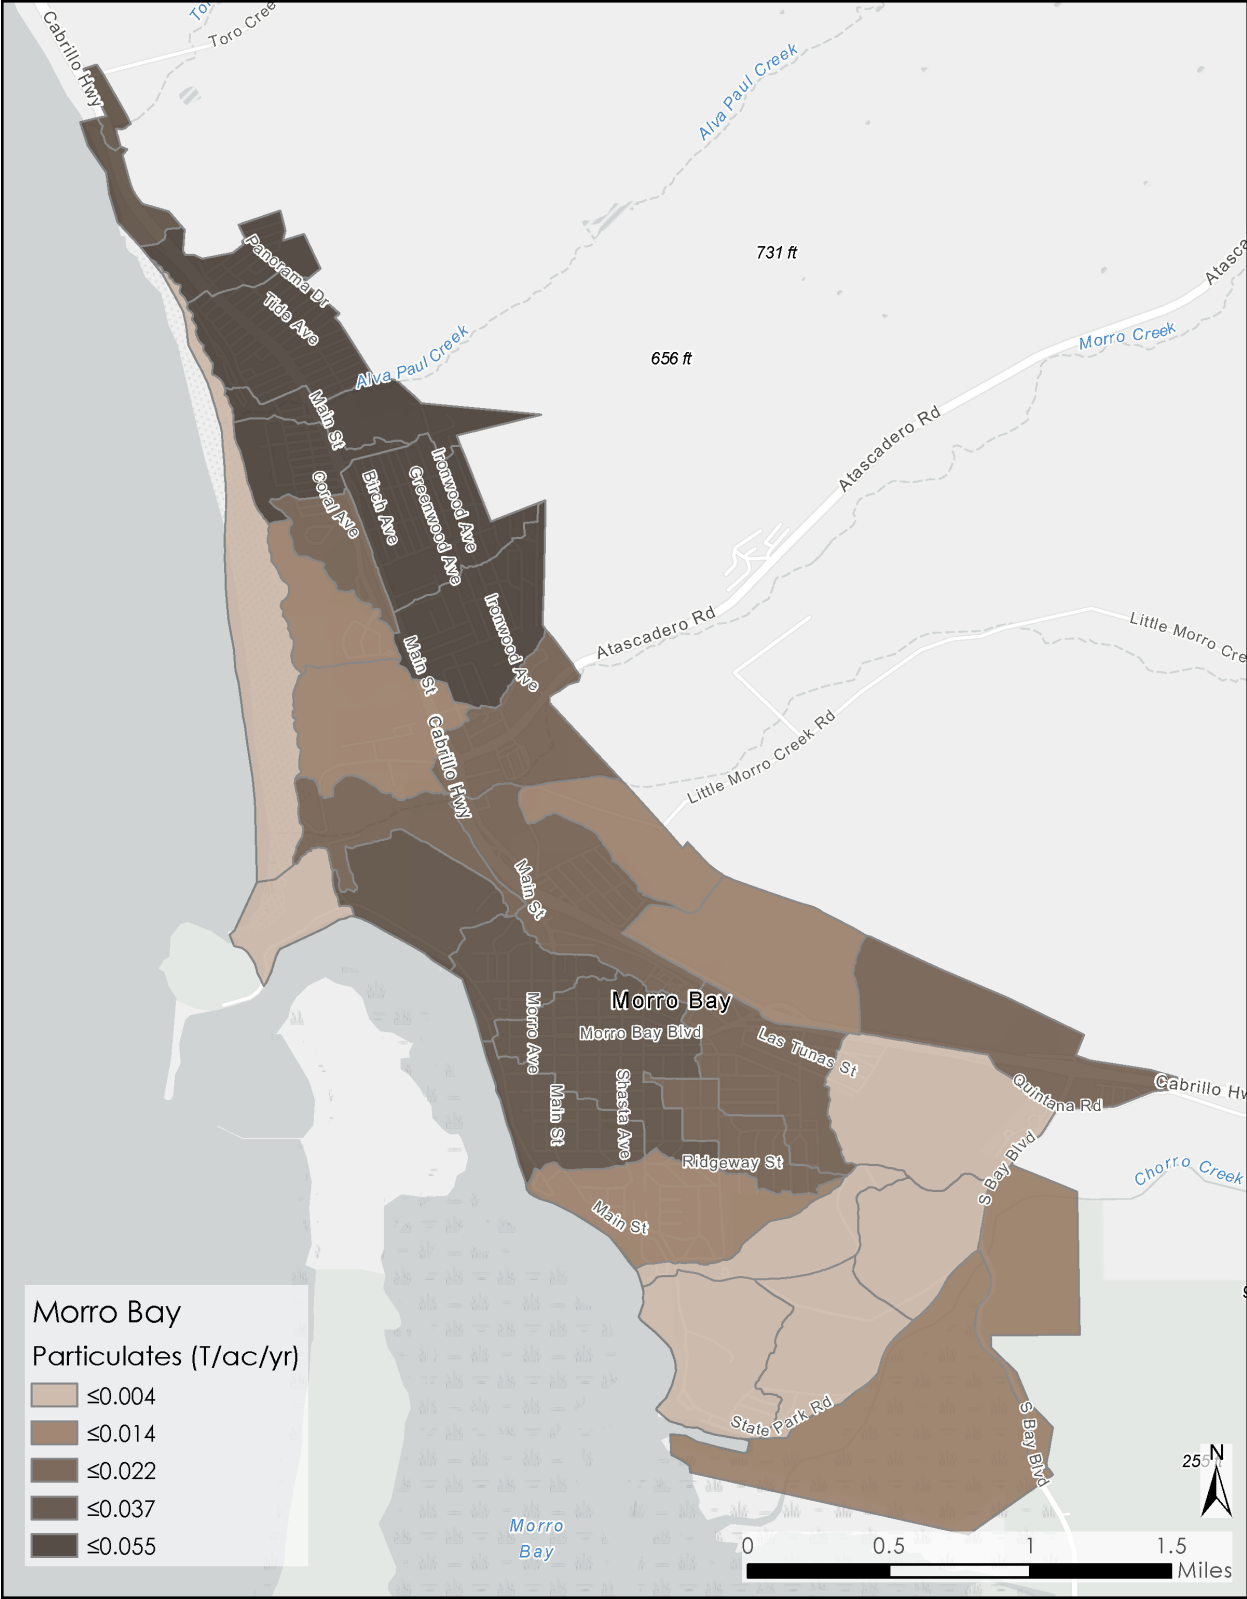 Cabrillo Hwy
Toro Cree
Alva Paul Creek
731 ft
Atasca
Panorama Dr
Tide Ave
Alva Paul Creek
656 ft
Morro Creek
Main St
Atascadero Rd
Coral Ave
Birch Ave
Greenwood Ave
Ironwood Ave
Ironwood Ave
Atascadero Rd
Little Morro Cre
Main St
Cabrillo Hwy
Little Morro Creek Rd
Main St
Morro Bay
Morro Ave
Morro Bay Blvd
Las Tunas St
Main St
Shasta Ave
Quintana Rd
Cabrillo Hw
Ridgeway St
S Bay Blvd
Chorro Creek
Main St
State Park Rd
S Bay Blvd
Morro Bay
Particulates (T/ac/yr)
≤0.004
≤0.014
≤0.022
≤0.037
≤0.055
Morro
Bay
N
0 0.5 1 1.5
Miles